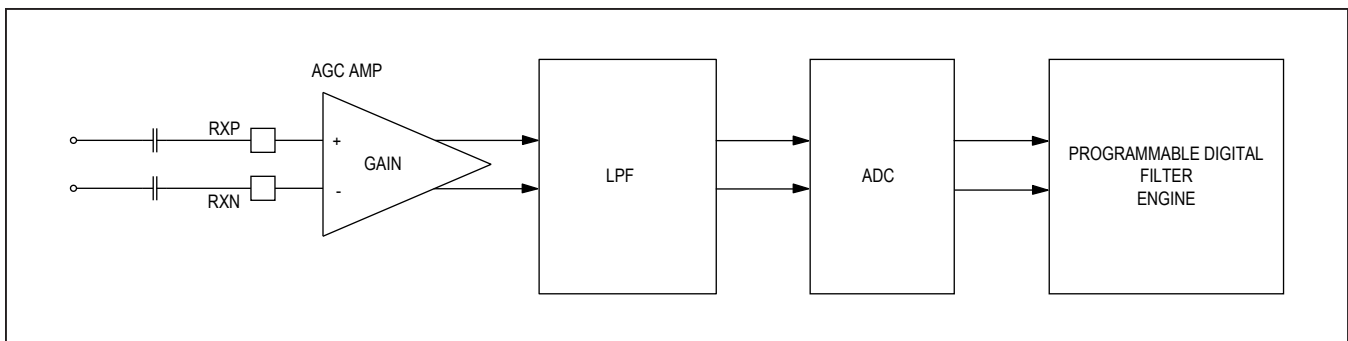 AGC AMP
RXP
+
GAIN
-
RXN
LPF
ADC
PROGRAMMABLE DIGITAL
FILTER
ENGINE